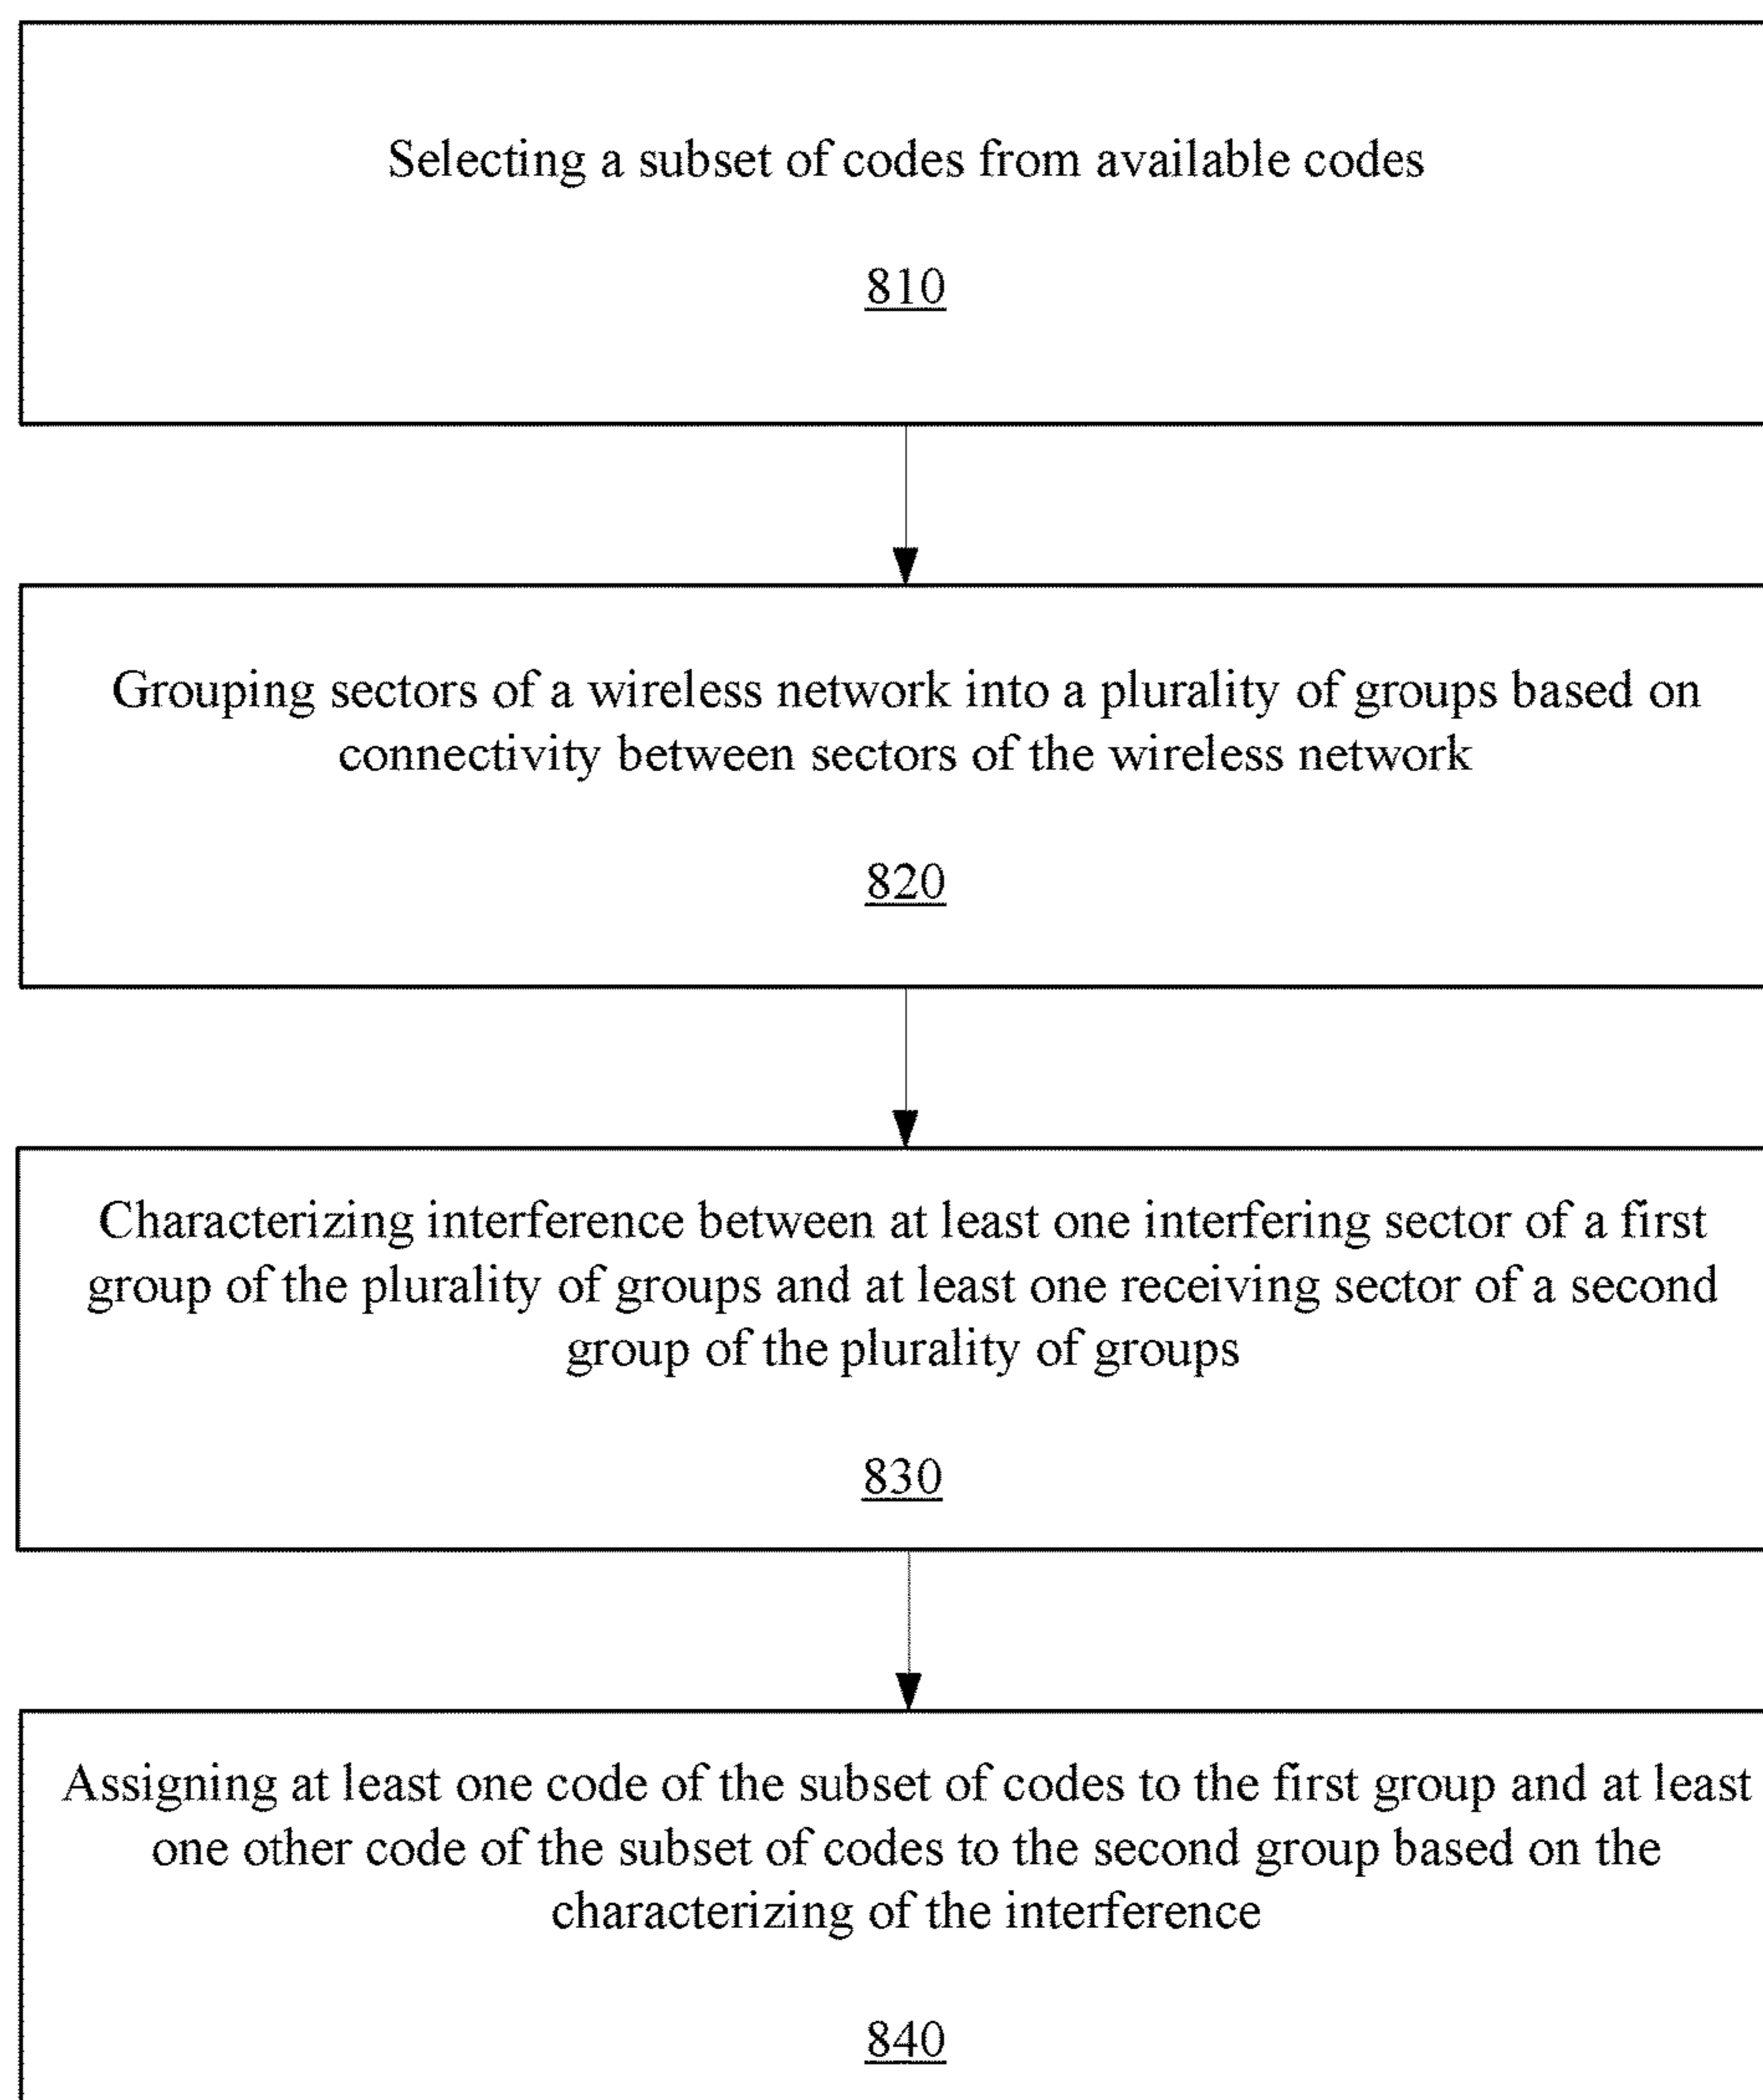 Selecting a subset of codes from available codes
810
Grouping sectors of a wireless network into a plurality of groups based on
connectivity between sectors of the wireless network
820
Characterizing interference between at least one interfering sector of a first
group of the plurality of groups and at least one receiving sector of a second
group of the plurality of groups
830
Assigning at least one code of the subset of codes to the first group and at least
one other code of the subset of codes to the second group based on the
characterizing of the interference
840